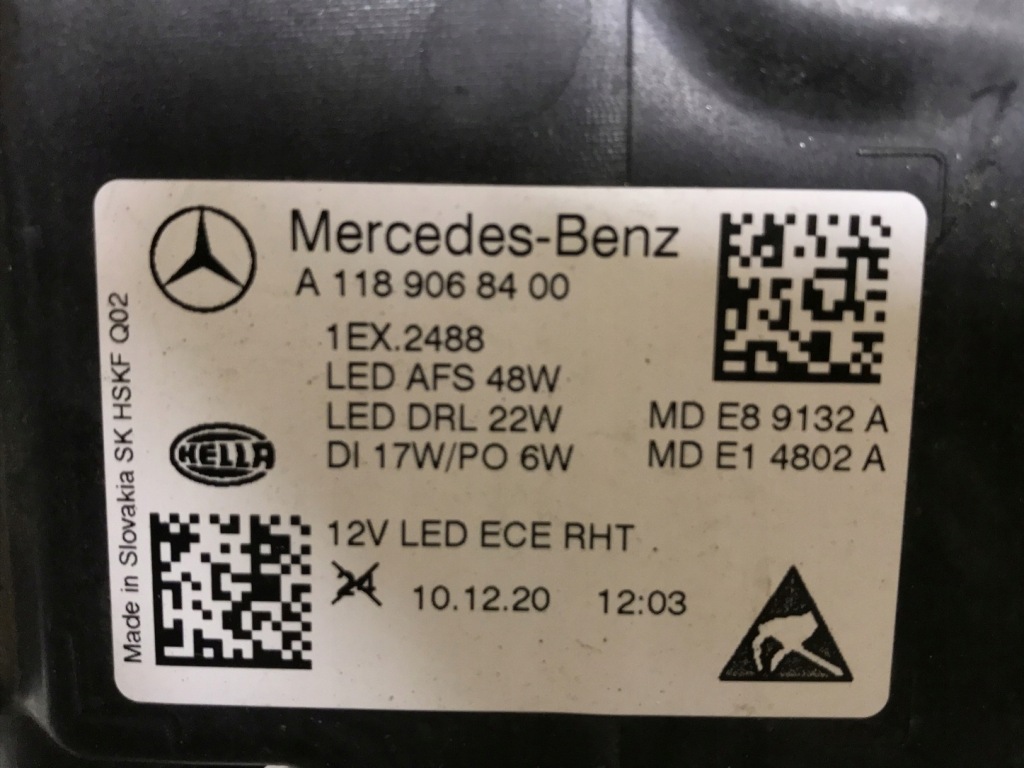 Mercedes-Benz
A 118 906 84 00
1EX.2488
LED AFS 48W
LED DRL 22W
DI 17W/PO 6W
MD E8 9132 A
MD E1 4802 A
HELLA
12V LED ECE RHT
24 10.12.20 12:03
Made in Slovakia SK HSKF Q02